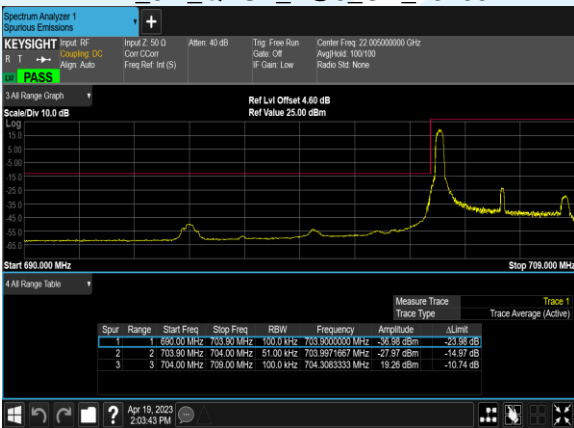 Spectrum Analyzer 1
Spurious Emissions
+
KEYSIGHT Input: RF Input Z: 50 Ω Atten: 40 dB Trig: Free Run Center Freq: 22.005000000 GHz
R T Coupling: DC Corr CCorr Gate: Off Avg|Hold: 100/100
Align: Auto Freq Ref: Int (S) IF Gain: Low Radio Std: None
PASS
3 All Range Graph
Ref Lvl Offset 4.60 dB
Scale/Div 10.0 dB Ref Value 25.00 dBm
Log
15.0
5.00
-5.00
-15.0
-25.0
-35.0
-45.0
-55.0
-65.0
Start 690.000 MHz Stop 709.000 MHz
4 All Range Table
Measure Trace Trace 1
Trace Type Trace Average (Active)
Spur Range Start Freq Stop Freq RBW Frequency Amplitude ΔLimit
1 1 690.00 MHz 703.90 MHz 100.0 kHz 703.9000000 MHz -36.98 dBm -23.98 dB
2 2 703.90 MHz 704.00 MHz 51.00 kHz 703.9971667 MHz -27.97 dBm -14.97 dB
3 3 704.00 MHz 709.00 MHz 100.0 kHz 704.3083333 MHz 19.26 dBm -10.74 dB
? Apr 19, 2023
2:03:43 PM